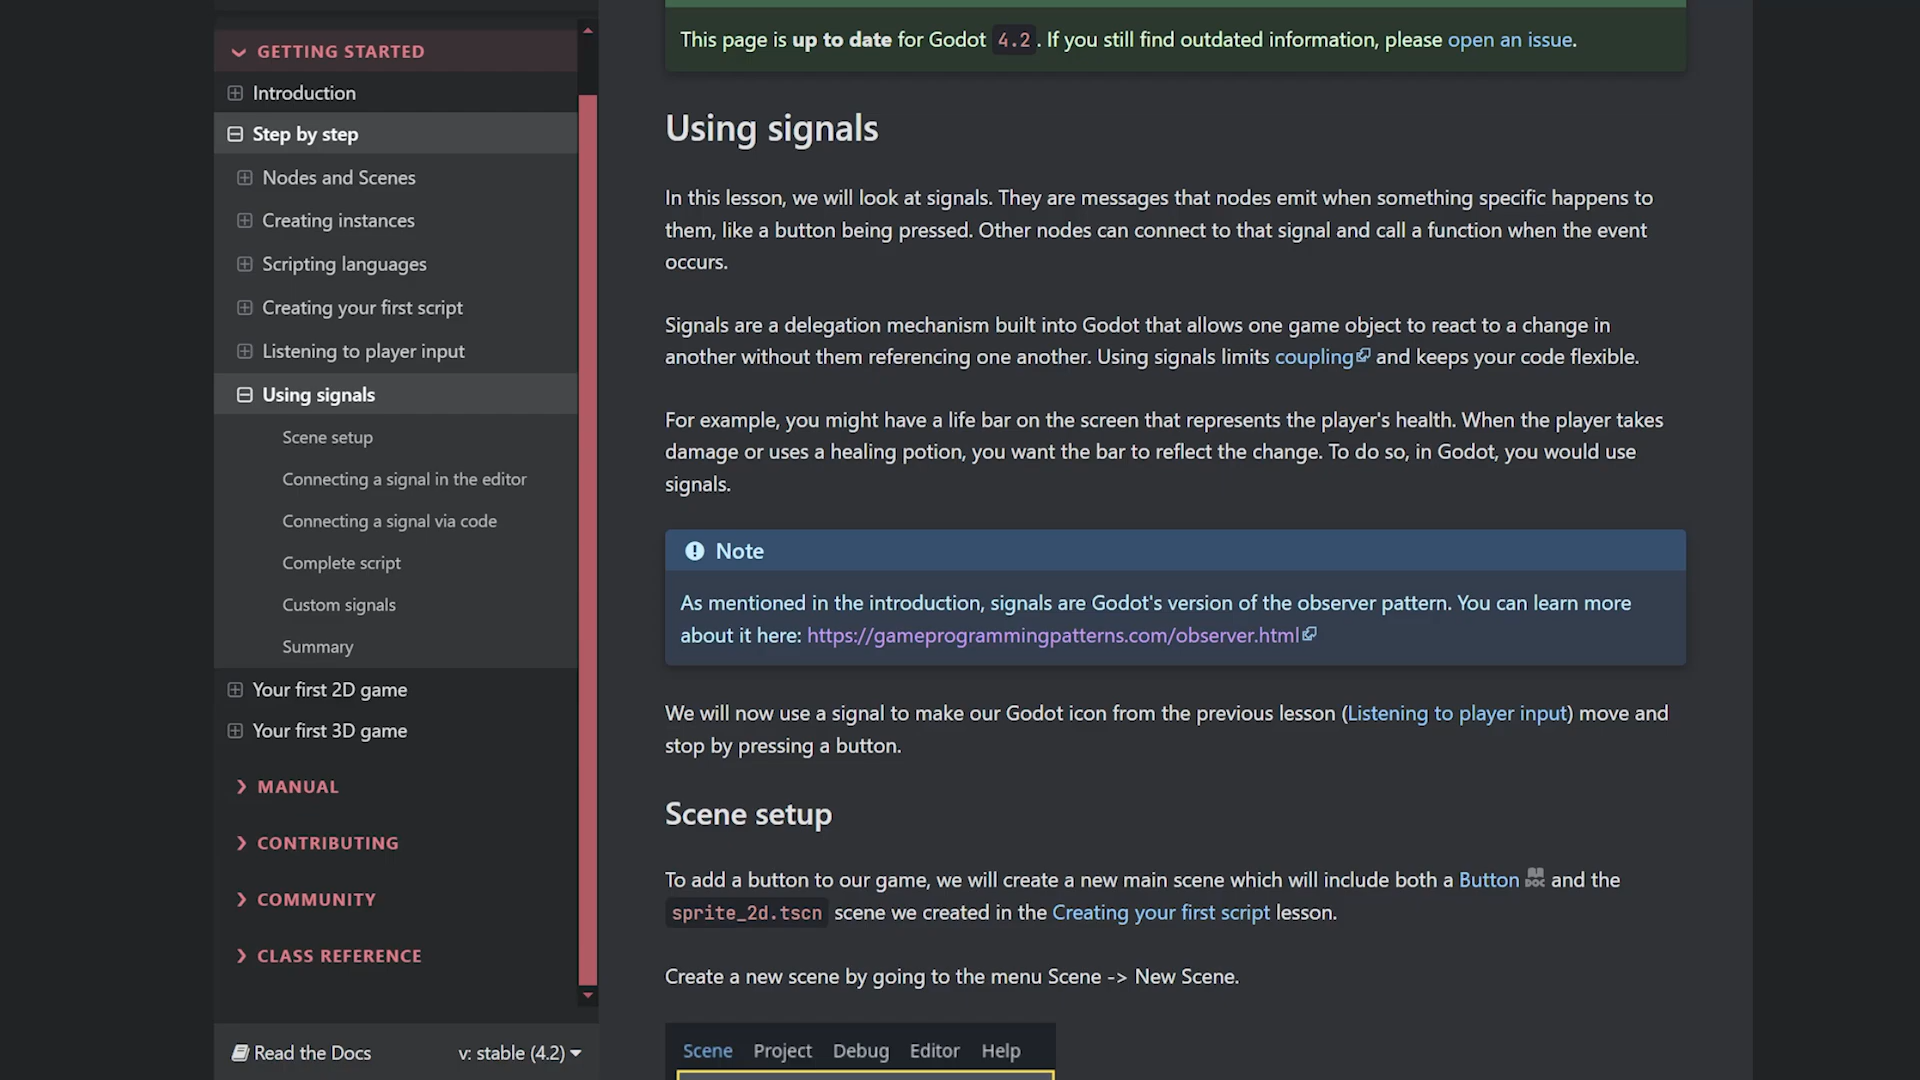 GETTING STARTED
Introduction
Step by step
Nodes and Scenes
Creating instances
Scripting languages
Creating your first script
Listening to player input
Using signals
Scene setup
Connecting a signal in the editor
Connecting a signal via code
Complete script
Custom signals
Summary
Your first 2D game
Your first 3D game
MANUAL
CONTRIBUTING
COMMUNITY
CLASS REFERENCE
Read the Docs
v: stable (4.2)
This page is up to date for Godot 4.2. If you still find outdated information, please open an issue.
Using signals
In this lesson, we will look at signals. They are messages that nodes emit when something specific happens to
them, like a button being pressed. Other nodes can connect to that signal and call a function when the event
occurs.
Signals are a delegation mechanism built into Godot that allows one game object to react to a change in
another without them referencing one another. Using signals limits coupling and keeps your code flexible.
For example, you might have a life bar on the screen that represents the player's health. When the player takes
damage or uses a healing potion, you want the bar to reflect the change. To do so, in Godot, you would use
signals.
Note
As mentioned in the introduction, signals are Godot's version of the observer pattern. You can learn more
about it here: https://gameprogrammingpatterns.com/observer.html
We will now use a signal to make our Godot icon from the previous lesson (Listening to player input) move and
stop by pressing a button.
Scene setup
To add a button to our game, we will create a new main scene which will include both a Button DOC and the
sprite_2d.tscn scene we created in the Creating your first script lesson.
Create a new scene by going to the menu Scene -> New Scene.
Scene Project Debug Editor Help